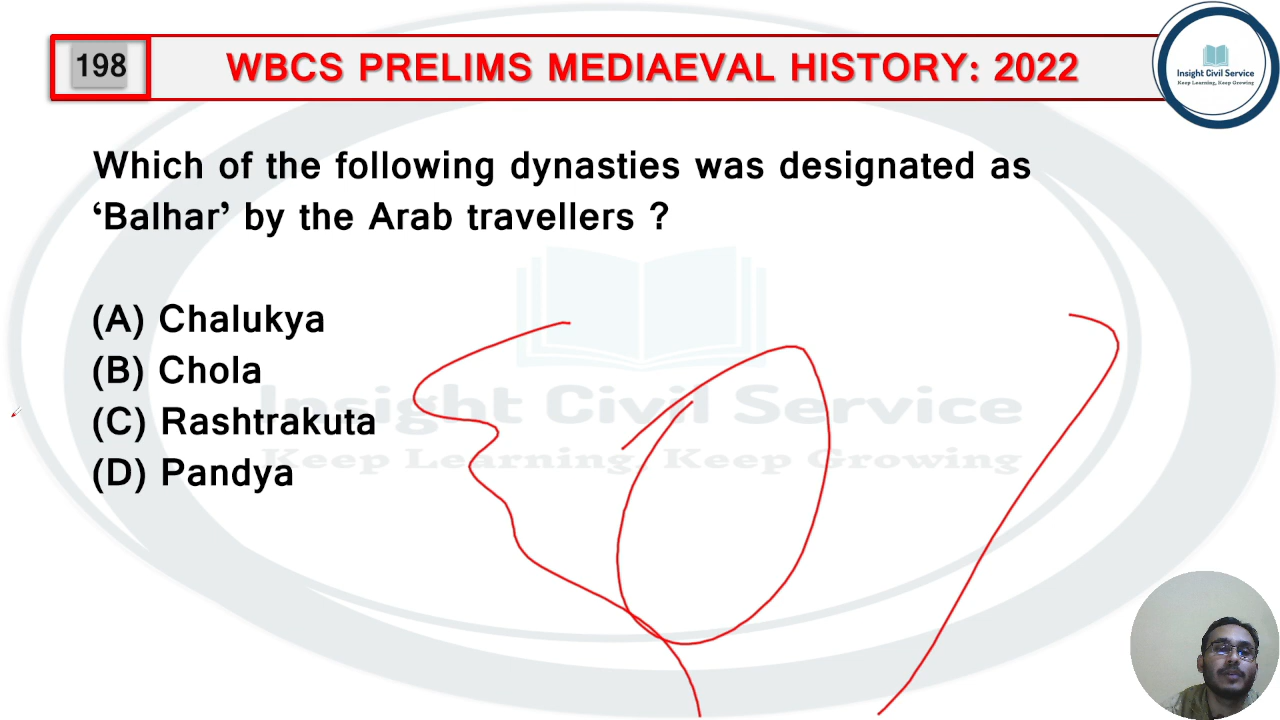 198
WBCS PRELIMS MEDIAEVAL HISTORY: 2022
Insight Civil Service
Keep Learning, Keep Growing
Which of the following dynasties was designated as
‘Balhar’ by the Arab travellers ?
(A) Chalukya
(B) Chola
(C) Rashtrakuta
(D) Pandya
Insight Civil Service
Keep Learning, Keep Growing